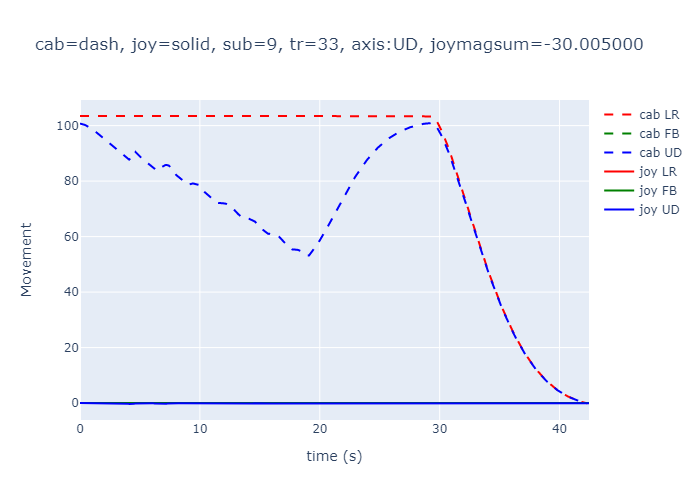 cab=dash, joy=solid, sub=9, tr=33, axis:UD, joymagsum=-30.005000
cab LR
cab FB
cab UD
joy LR
joy FB
joy UD
Movement
100
80
60
40
20
0
0 10 20 30 40
time (s)